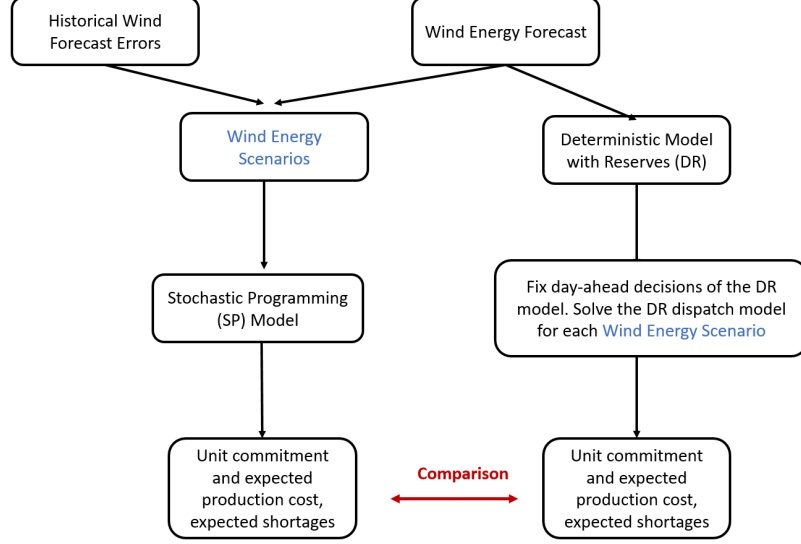 Historical Wind
Forecast Errors
Wind Energy Forecast
Wind Energy
Scenarios
Deterministic Model
with Reserves (DR)
Stochastic Programming
(SP) Model
Fix day-ahead decisions of the DR
model. Solve the DR dispatch model
for each Wind Energy Scenario
Unit commitment
and expected
production cost,
expected shortages
Comparison
Unit commitment
and expected
production cost,
expected shortages